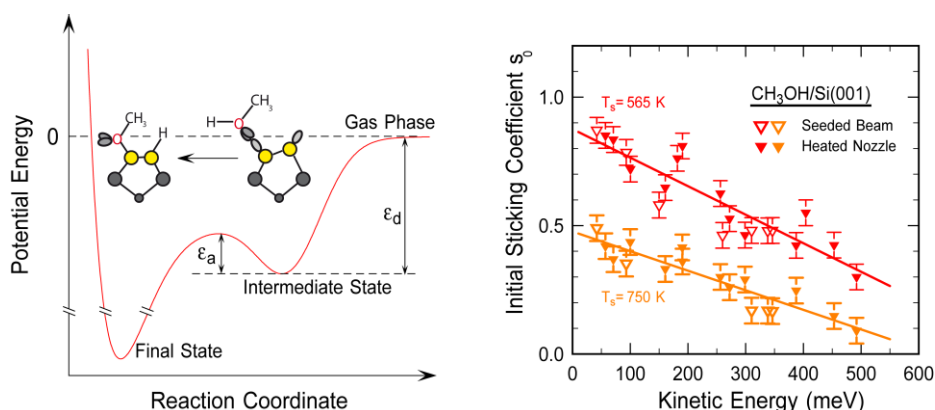 Potential Energy
0
Gas Phase
CH₃
O
H
CH₃
H
O
εₐ
ε_d
Intermediate State
Final State
Reaction Coordinate
Initial Sticking Coefficient s₀
1.0
0.5
0.0
Tₛ= 565 K
CH₃OH/Si(001)
Seeded Beam
Heated Nozzle
Tₛ=750 K
0 100 200 300 400 500 600
Kinetic Energy (meV)